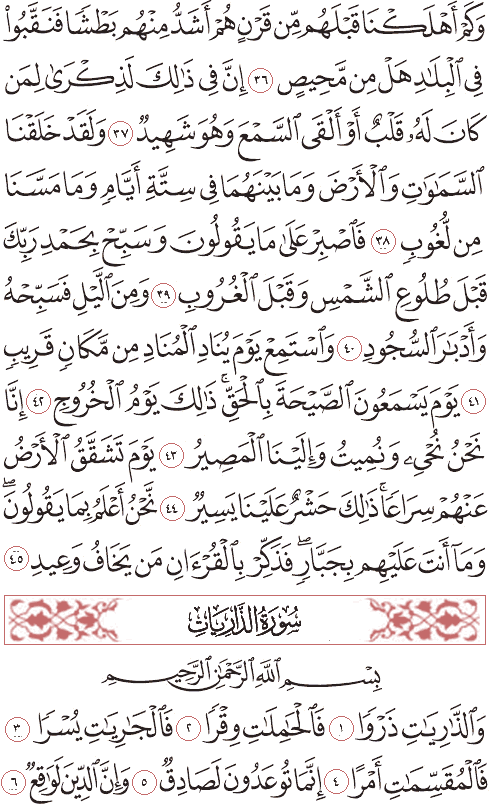 وَكَمْ أَهْلَكْنَا قَبْلَهُم مِّن قَرْنٍ هُمْ أَشَدُّ مِنْهُم بَطْشًا فَنَقَّبُوا۟
فِى ٱلْبِلَٰدِ هَلْ مِن مَّحِيصٍ ٣٦ إِنَّ فِى ذَٰلِكَ لَذِكْرَىٰ لِمَن
كَانَ لَهُۥ قَلْبٌ أَوْ أَلْقَى ٱلسَّمْعَ وَهُوَ شَهِيدٌ ٣٧ وَلَقَدْ خَلَقْنَا
ٱلسَّمَٰوَٰتِ وَٱلْأَرْضَ وَمَا بَيْنَهُمَا فِى سِتَّةِ أَيَّامٍ وَمَا مَسَّنَا
مِن لُّغُوبٍ ٣٨ فَٱصْبِرْ عَلَىٰ مَا يَقُولُونَ وَسَبِّحْ بِحَمْدِ رَبِّكَ
قَبْلَ طُلُوعِ ٱلشَّمْسِ وَقَبْلَ ٱلْغُرُوبِ ٣٩ وَمِنَ ٱلَّيْلِ فَسَبِّحْهُ
وَأَدْبَٰرَ ٱلسُّجُودِ ٤٠ وَٱسْتَمِعْ يَوْمَ يُنَادِ ٱلْمُنَادِ مِن مَّكَانٍ قَرِيبٍ
٤١ يَوْمَ يَسْمَعُونَ ٱلصَّيْحَةَ بِٱلْحَقِّ ۚ ذَٰلِكَ يَوْمُ ٱلْخُرُوجِ ٤٢ إِنَّا
نَحْنُ نُحْىِۦ وَنُمِيتُ وَإِلَيْنَا ٱلْمَصِيرُ ٤٣ يَوْمَ تَشَقَّقُ ٱلْأَرْضُ
عَنْهُمْ سِرَاعًا ۚ ذَٰلِكَ حَشْرٌ عَلَيْنَا يَسِيرٌ ٤٤ نَّحْنُ أَعْلَمُ بِمَا يَقُولُونَ ۖ
وَمَآ أَنتَ عَلَيْهِم بِجَبَّارٍ ۖ فَذَكِّرْ بِٱلْقُرْءَانِ مَن يَخَافُ وَعِيدِ ٤٥
سُورَةُ الذَّارِيَاتِ
بِسْمِ ٱللَّهِ ٱلرَّحْمَٰنِ ٱلرَّحِيمِ
وَٱلذَّٰرِيَٰتِ ذَرْوًا ١ فَٱلْحَٰمِلَٰتِ وِقْرًا ٢ فَٱلْجَٰرِيَٰتِ يُسْرًا ٣
فَٱلْمُقَسِّمَٰتِ أَمْرًا ٤ إِنَّمَا تُوعَدُونَ لَصَادِقٌ ٥ وَإِنَّ ٱلدِّينَ لَوَٰقِعٌ ٦